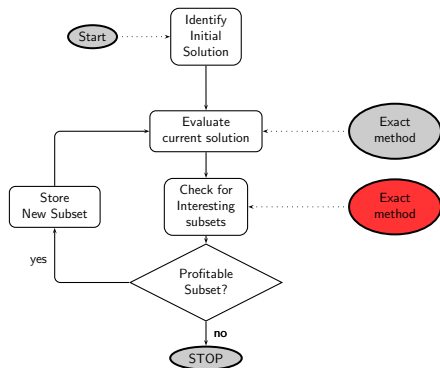 Start
Identify
Initial
Solution
Evaluate
current solution
Exact
method
Check for
Interesting
subsets
Exact
method
Store
New Subset
yes
Profitable
Subset?
no
STOP